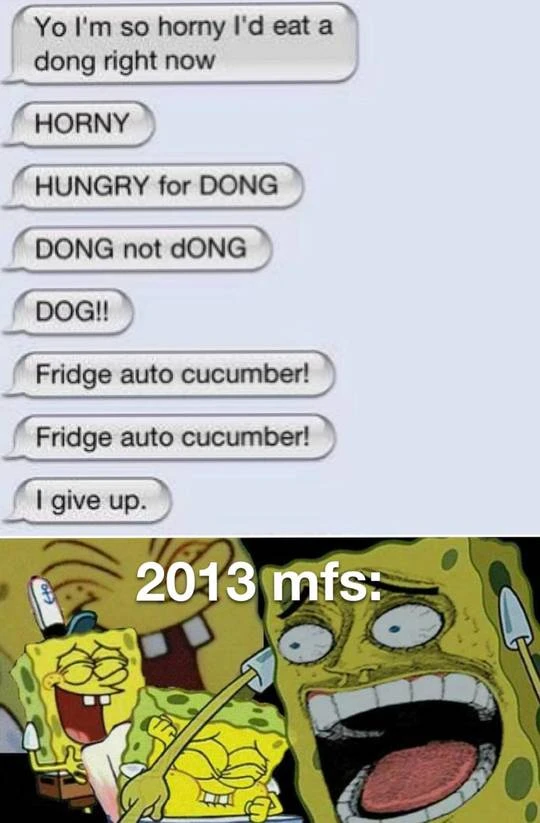 Yo I'm so horny I'd eat a
dong right now
HORNY
HUNGRY for DONG
DONG not dONG
DOG!!
Fridge auto cucumber!
Fridge auto cucumber!
I give up.
2013 mfs: